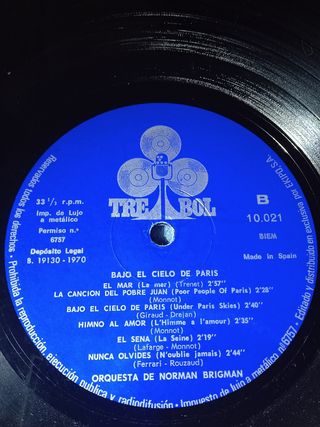 TREBOL
33 1/3 r.p.m.
Imp. de Lujo
a metálico
Permiso n.º
6757
Depósito Legal
B. 19130 - 1970
B
10.021
BIEM
Made in Spain
BAJO EL CIELO DE PARIS
EL MAR (La mer) (Trenet) 2'57"
LA CANCION DEL POBRE JUAN (Poor People Of Paris) 2'28"
(Monnot)
BAJO EL CIELO DE PARIS (Under Paris Skies) 2'40"
(Giraud - Drejan)
HIMNO AL AMOR (L'Himme a l'amour) 2'35"
(Monnot)
EL SENA (La Seine) 2'19"
(Lafarge - Monnot)
NUNCA OLVIDES (N'oublie jamais) 2'44"
(Ferrari - Rouzaud)
ORQUESTA DE NORMAN BRIGMAN
Reservados todos los derechos. • Prohibida la reproducción, ejecución pública y radiodifusión. • Impuesto de lujo a metálico n.º 6757 • Editado y distribuido en exclusiva por EKIPO, S.A.